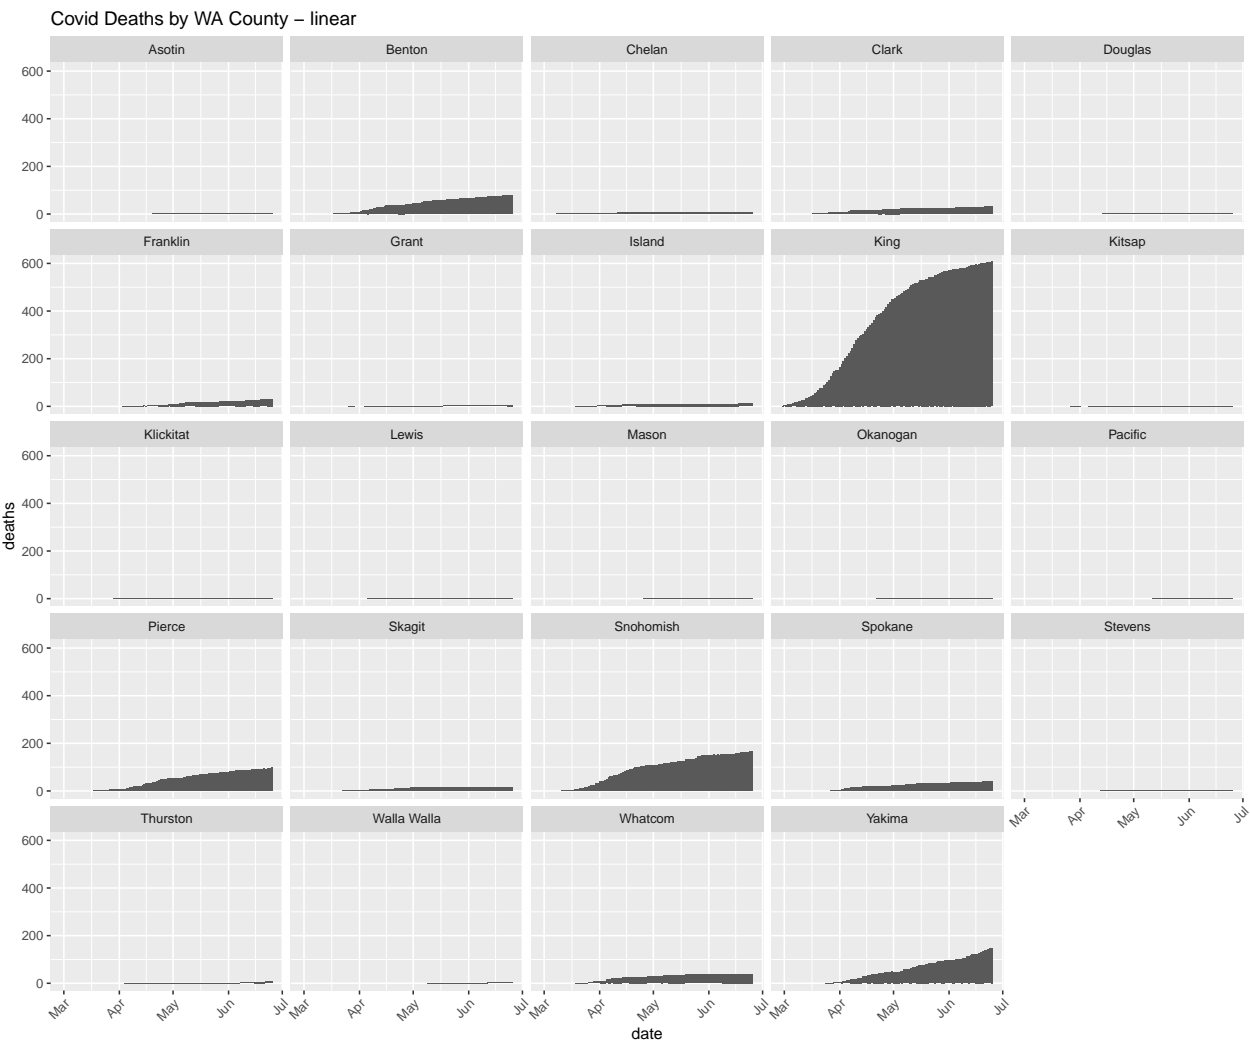 Covid Deaths by WA County – linear
Asotin Benton Chelan Clark Douglas
600
400
200
0
Franklin Grant Island King Kitsap
600
400
200
0
Klickitat Lewis Mason Okanogan Pacific
600
400
200
0
deaths
Pierce Skagit Snohomish Spokane Stevens
600
400
200
0
Mar Apr May Jun Jul
Thurston Walla Walla Whatcom Yakima
600
400
200
0
Mar Apr May Jun Jul Mar Apr May Jun Jul Mar Apr May Jun Jul Mar Apr May Jun Jul
date